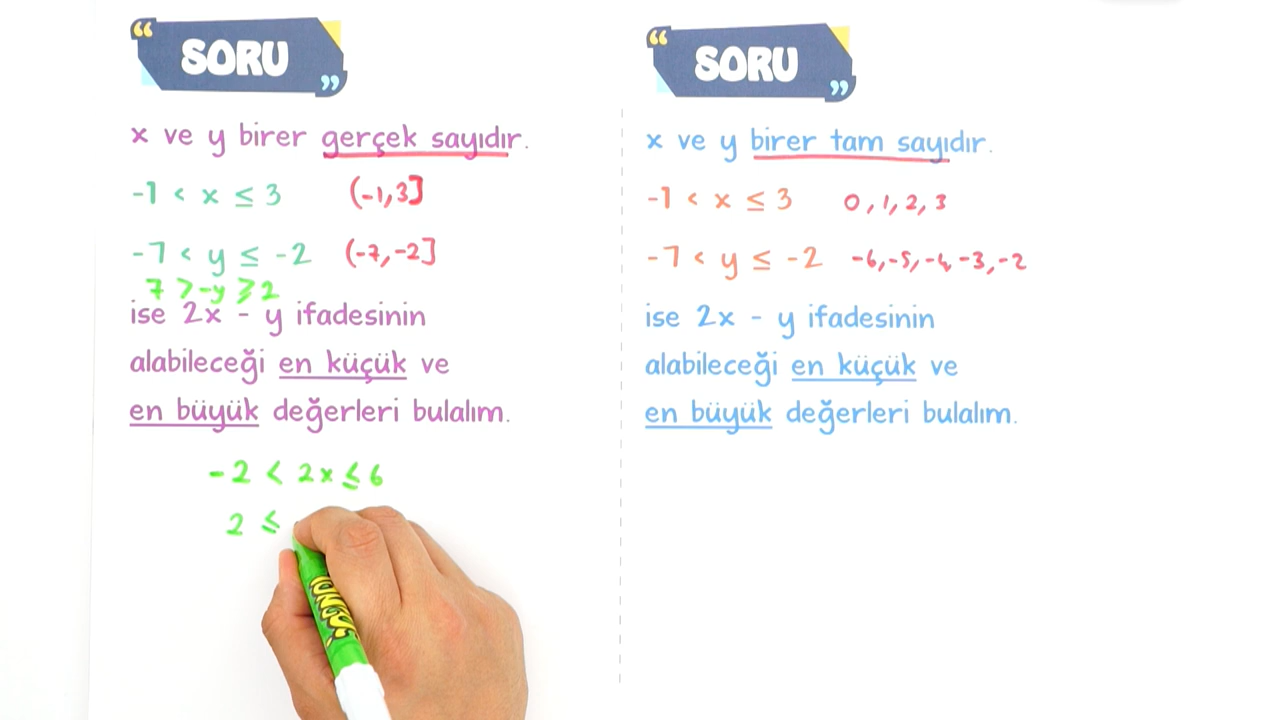 SORU
x ve y birer gerçek sayıdır.
-1 < x ≤ 3 (-1,3]
-7 < y ≤ -2 (-7,-2]
7 > -y ⩾ 2
ise 2x - y ifadesinin
alabileceği en küçük ve
en büyük değerleri bulalım.
-2 < 2x ≤ 6
2 ≤
SORU
x ve y birer tam sayıdır.
-1 < x ≤ 3 0,1,2,3
-7 < y ≤ -2 -6,-5,-4,-3,-2
ise 2x - y ifadesinin
alabileceği en küçük ve
en büyük değerleri bulalım.